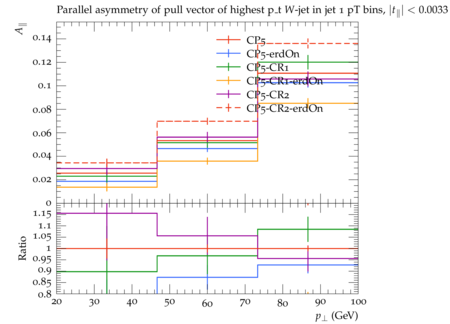 Parallel asymmetry of pull vector of highest p_t W-jet in jet 1 pT bins, |t∥| < 0.0033
A∥
0.14
0.12
0.1
0.08
0.06
0.04
0.02
0
CP5
CP5-erdOn
CP5-CR1
CP5-CR1-erdOn
CP5-CR2
CP5-CR2-erdOn
Ratio
1.15
1.1
1.05
1
0.95
0.9
0.85
0.8
20 30 40 50 60 70 80 90 100
p⊥ (GeV)